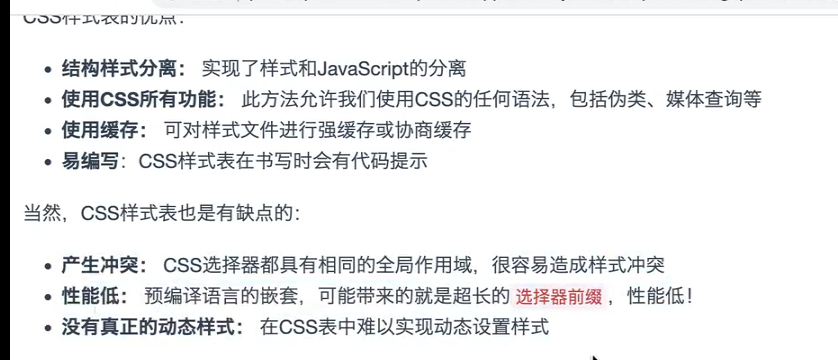 CSS样式表的优点：
结构样式分离： 实现了样式和JavaScript的分离
使用CSS所有功能： 此方法允许我们使用CSS的任何语法，包括伪类、媒体查询等
使用缓存： 可对样式文件进行强缓存或协商缓存
易编写：CSS样式表在书写时会有代码提示
当然，CSS样式表也是有缺点的：
产生冲突： CSS选择器都具有相同的全局作用域，很容易造成样式冲突
性能低： 预编译语言的嵌套，可能带来的就是超长的 选择器前缀 ，性能低！
没有真正的动态样式： 在CSS表中难以实现动态设置样式